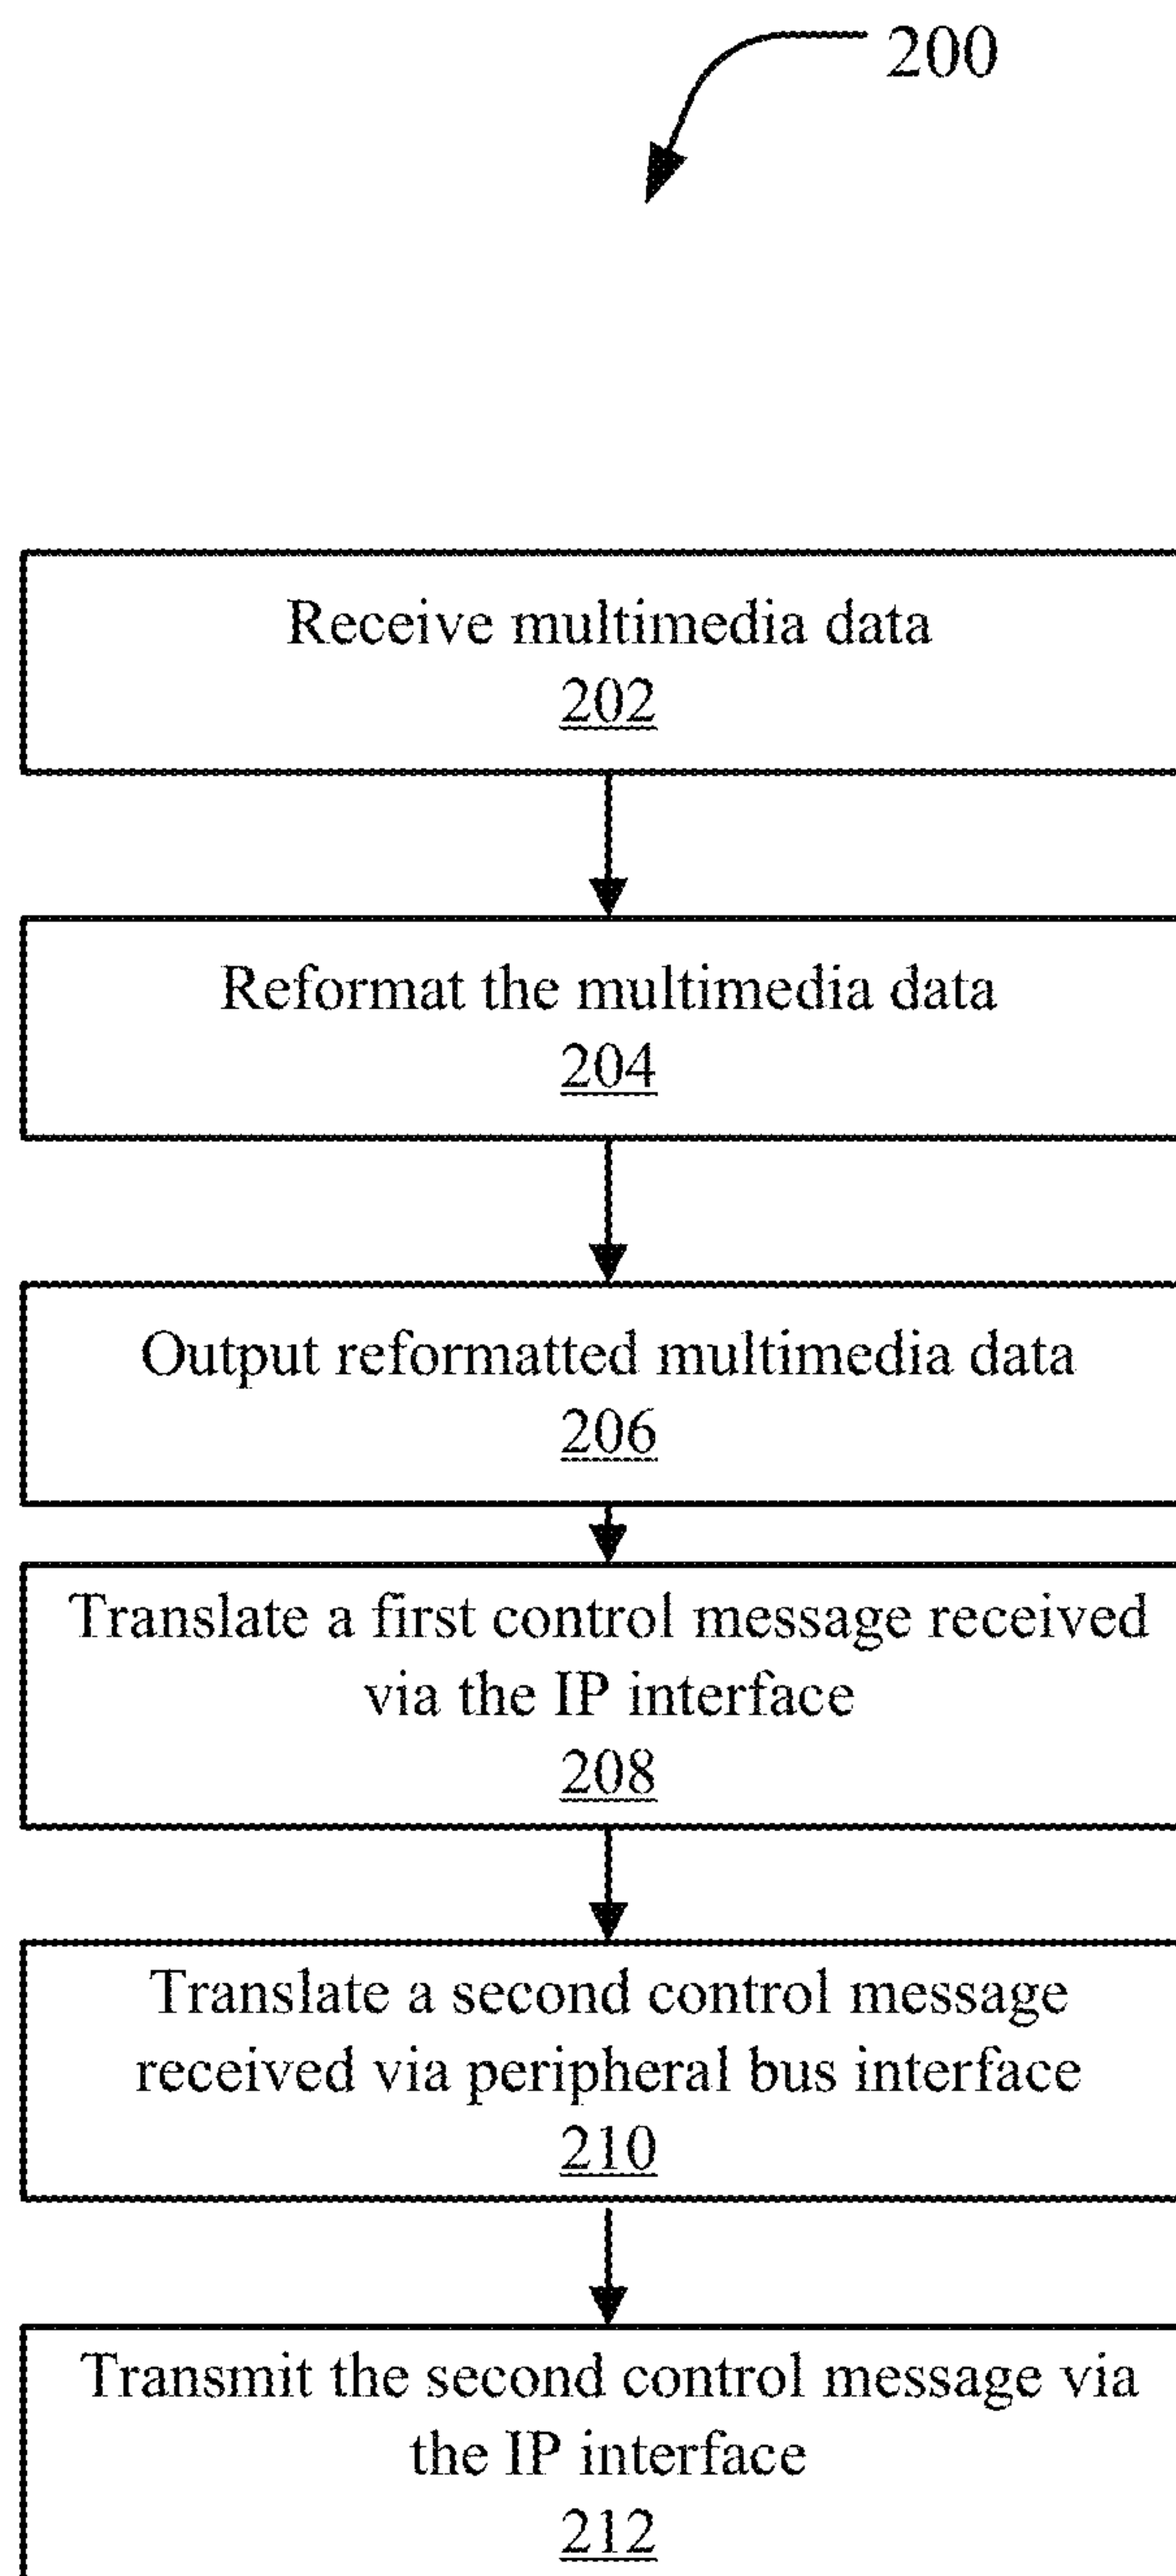 200
Receive multimedia data
202
Reformat the multimedia data
204
Output reformatted multimedia data
206
Translate a first control message received
via the IP interface
208
Translate a second control message
received via peripheral bus interface
210
Transmit the second control message via
the IP interface
212